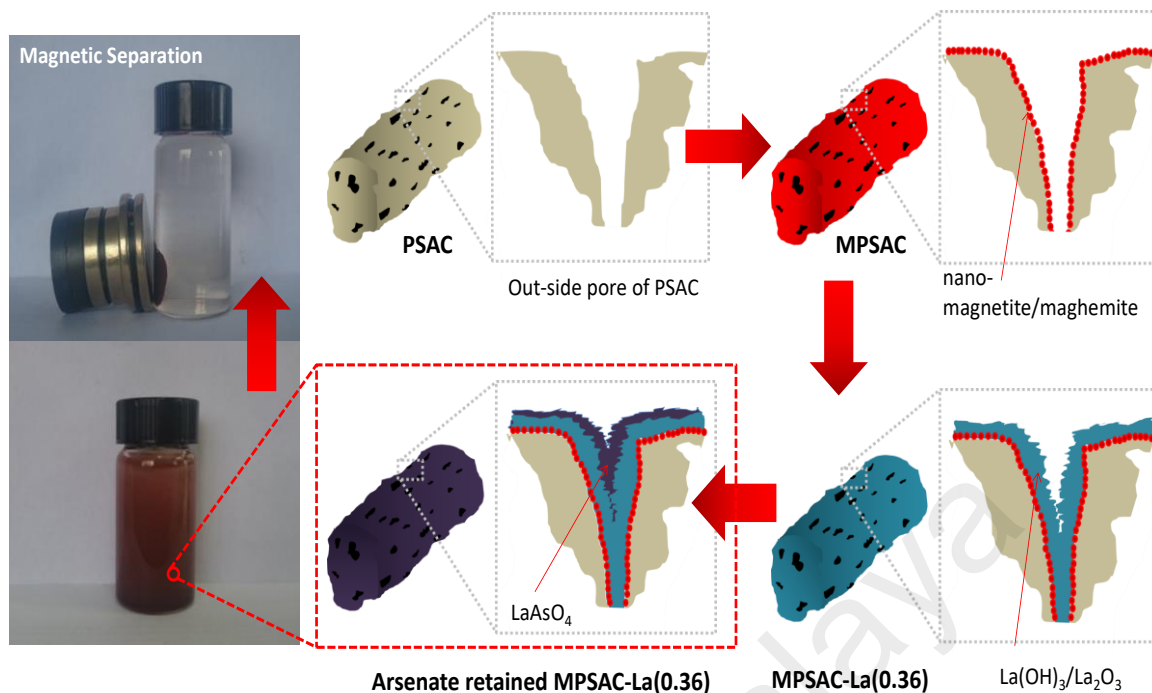 Magnetic Separation
PSAC
Out-side pore of PSAC
MPSAC
nano-
magnetite/maghemite
LaAsO₄
Arsenate retained MPSAC-La(0.36)
MPSAC-La(0.36)
La(OH)₃/La₂O₃